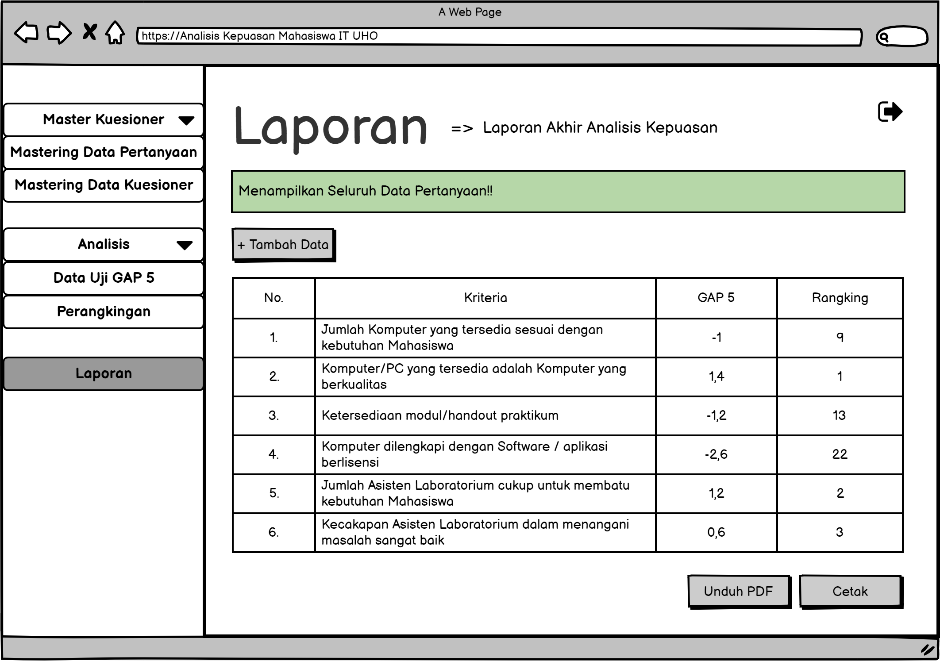 A Web Page
https://Analisis Kepuasan Mahasiswa IT UHO
Master Kuesioner
Mastering Data Pertanyaan
Mastering Data Kuesioner
Analisis
Data Uji GAP 5
Perangkingan
Laporan
Laporan => Laporan Akhir Analisis Kepuasan
Menampilkan Seluruh Data Pertanyaan!!
+ Tambah Data
No. Kriteria GAP 5 Rangking
1. Jumlah Komputer yang tersedia sesuai dengan
kebutuhan Mahasiswa -1 9
2. Komputer/PC yang tersedia adalah Komputer yang
berkualitas 1,4 1
3. Ketersediaan modul/handout praktikum -1,2 13
4. Komputer dilengkapi dengan Software / aplikasi
berlisensi -2,6 22
5. Jumlah Asisten Laboratorium cukup untuk membatu
kebutuhan Mahasiswa 1,2 2
6. Kecakapan Asisten Laboratorium dalam menangani
masalah sangat baik 0,6 3
Unduh PDF Cetak